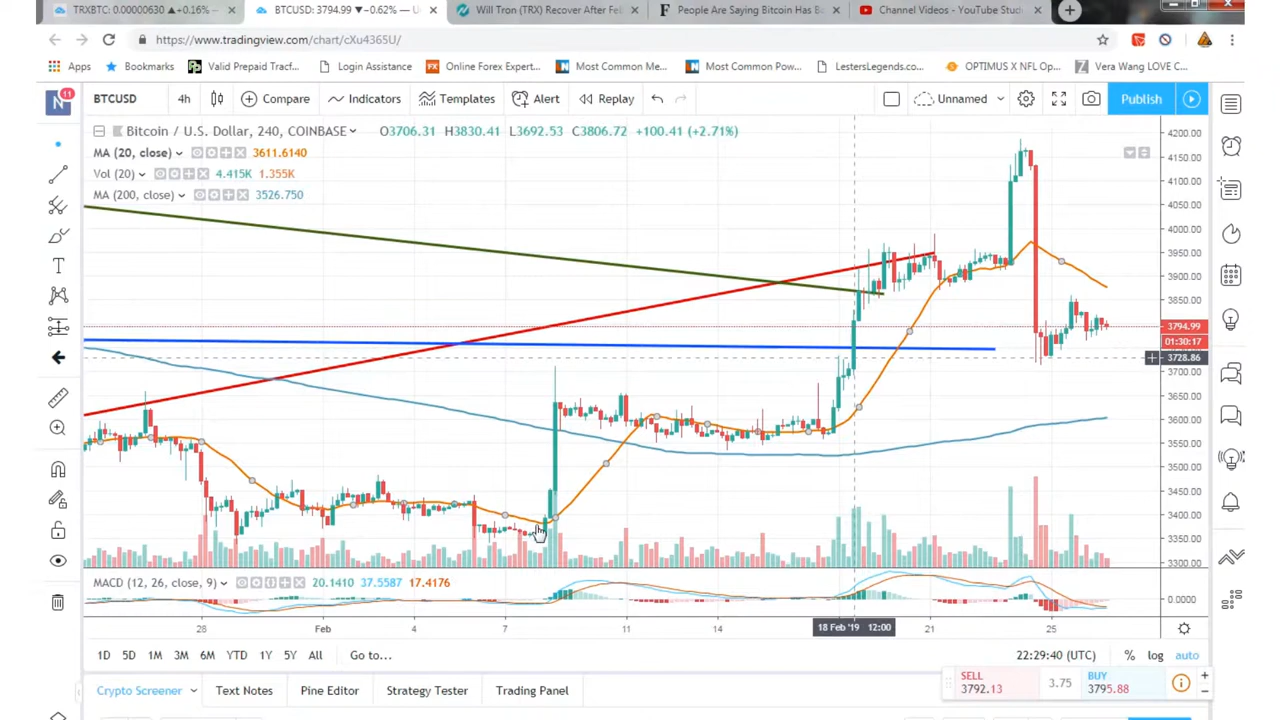 TRXBTC: 0.00000630 ▲+0.16% ×
BTCUSD: 3794.99 ▼−0.62% — U ×
Will Tron (TRX) Recover After Fel ×
People Are Saying Bitcoin Has B ×
Channel Videos - YouTube Stud ×
https://www.tradingview.com/chart/cXu4365U/
Apps
Bookmarks
Valid Prepaid Tracf...
Login Assistance
Online Forex Expert...
Most Common Me...
Most Common Pow...
LestersLegends.co...
OPTIMUS X NFL Op...
Vera Wang LOVE C...
N 11
BTCUSD
4h
Compare
Indicators
Templates
Alert
Replay
Unnamed
Publish
Bitcoin / U.S. Dollar, 240, COINBASE O3706.31 H3830.41 L3692.53 C3806.72 +100.41 (+2.71%)
MA (20, close) 3611.6140
Vol (20) 4.415K 1.355K
MA (200, close) 3526.750
4200.00
4150.00
4100.00
4050.00
4000.00
3950.00
3900.00
3850.00
3794.99
01:30:17
3728.86
3700.00
3650.00
3600.00
3550.00
3500.00
3450.00
3400.00
3350.00
3300.00
MACD (12, 26, close, 9) 20.1410 37.5587 17.4176
0.0000
28 Feb 4 7 11 14 18 Feb '19 12:00 21 25
1D 5D 1M 3M 6M YTD 1Y 5Y All Go to... 22:29:40 (UTC) % log auto
SELL
3792.13
3.75
BUY
3795.88
Crypto Screener
Text Notes
Pine Editor
Strategy Tester
Trading Panel